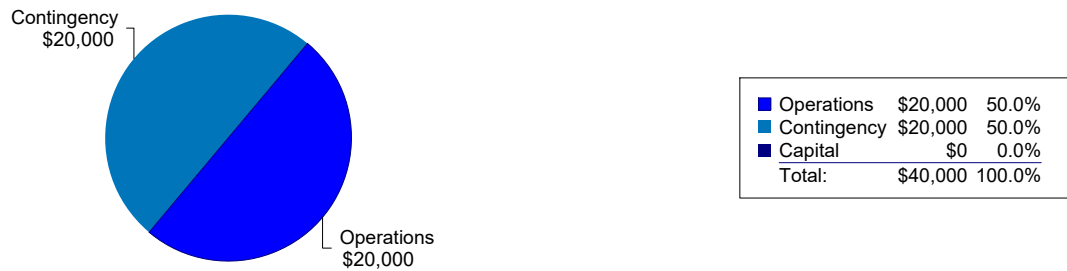 Contingency
$20,000
Operations
$20,000
Operations $20,000 50.0%
Contingency $20,000 50.0%
Capital $0 0.0%
Total: $40,000 100.0%